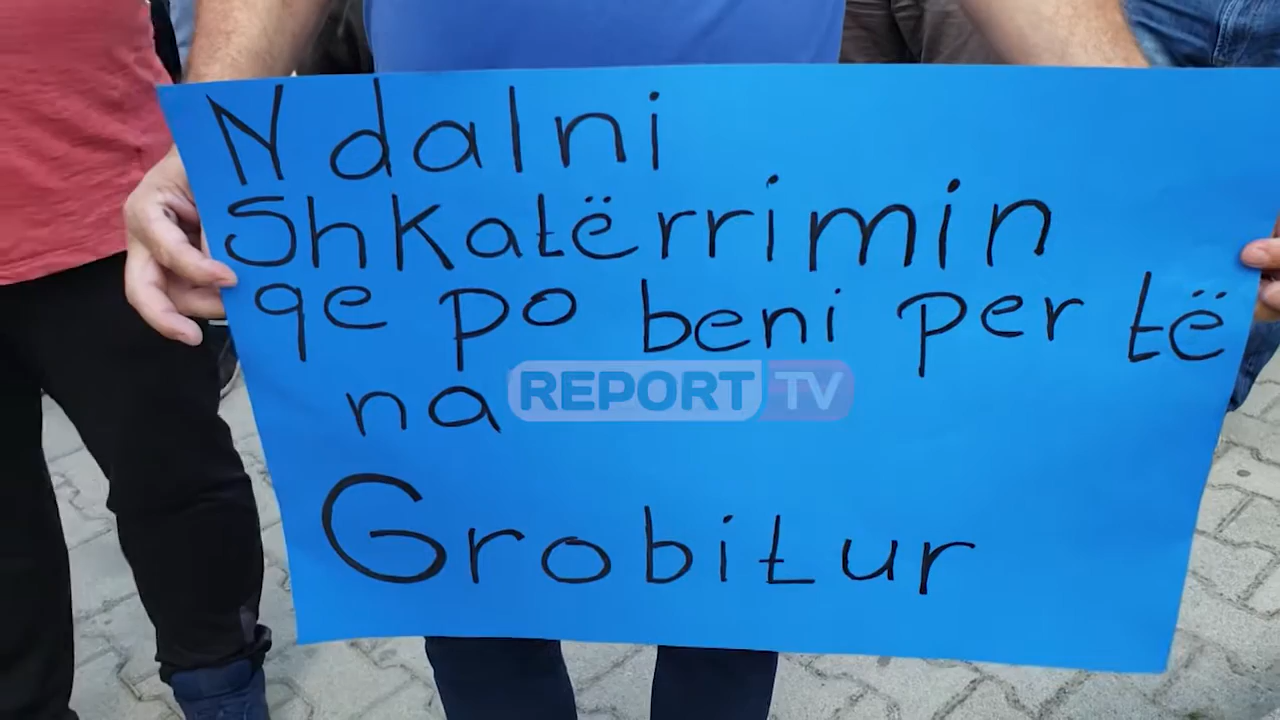 Ndalni
Shkatërrimin
qe po beni per të
na
REPORT TV
Grobitur